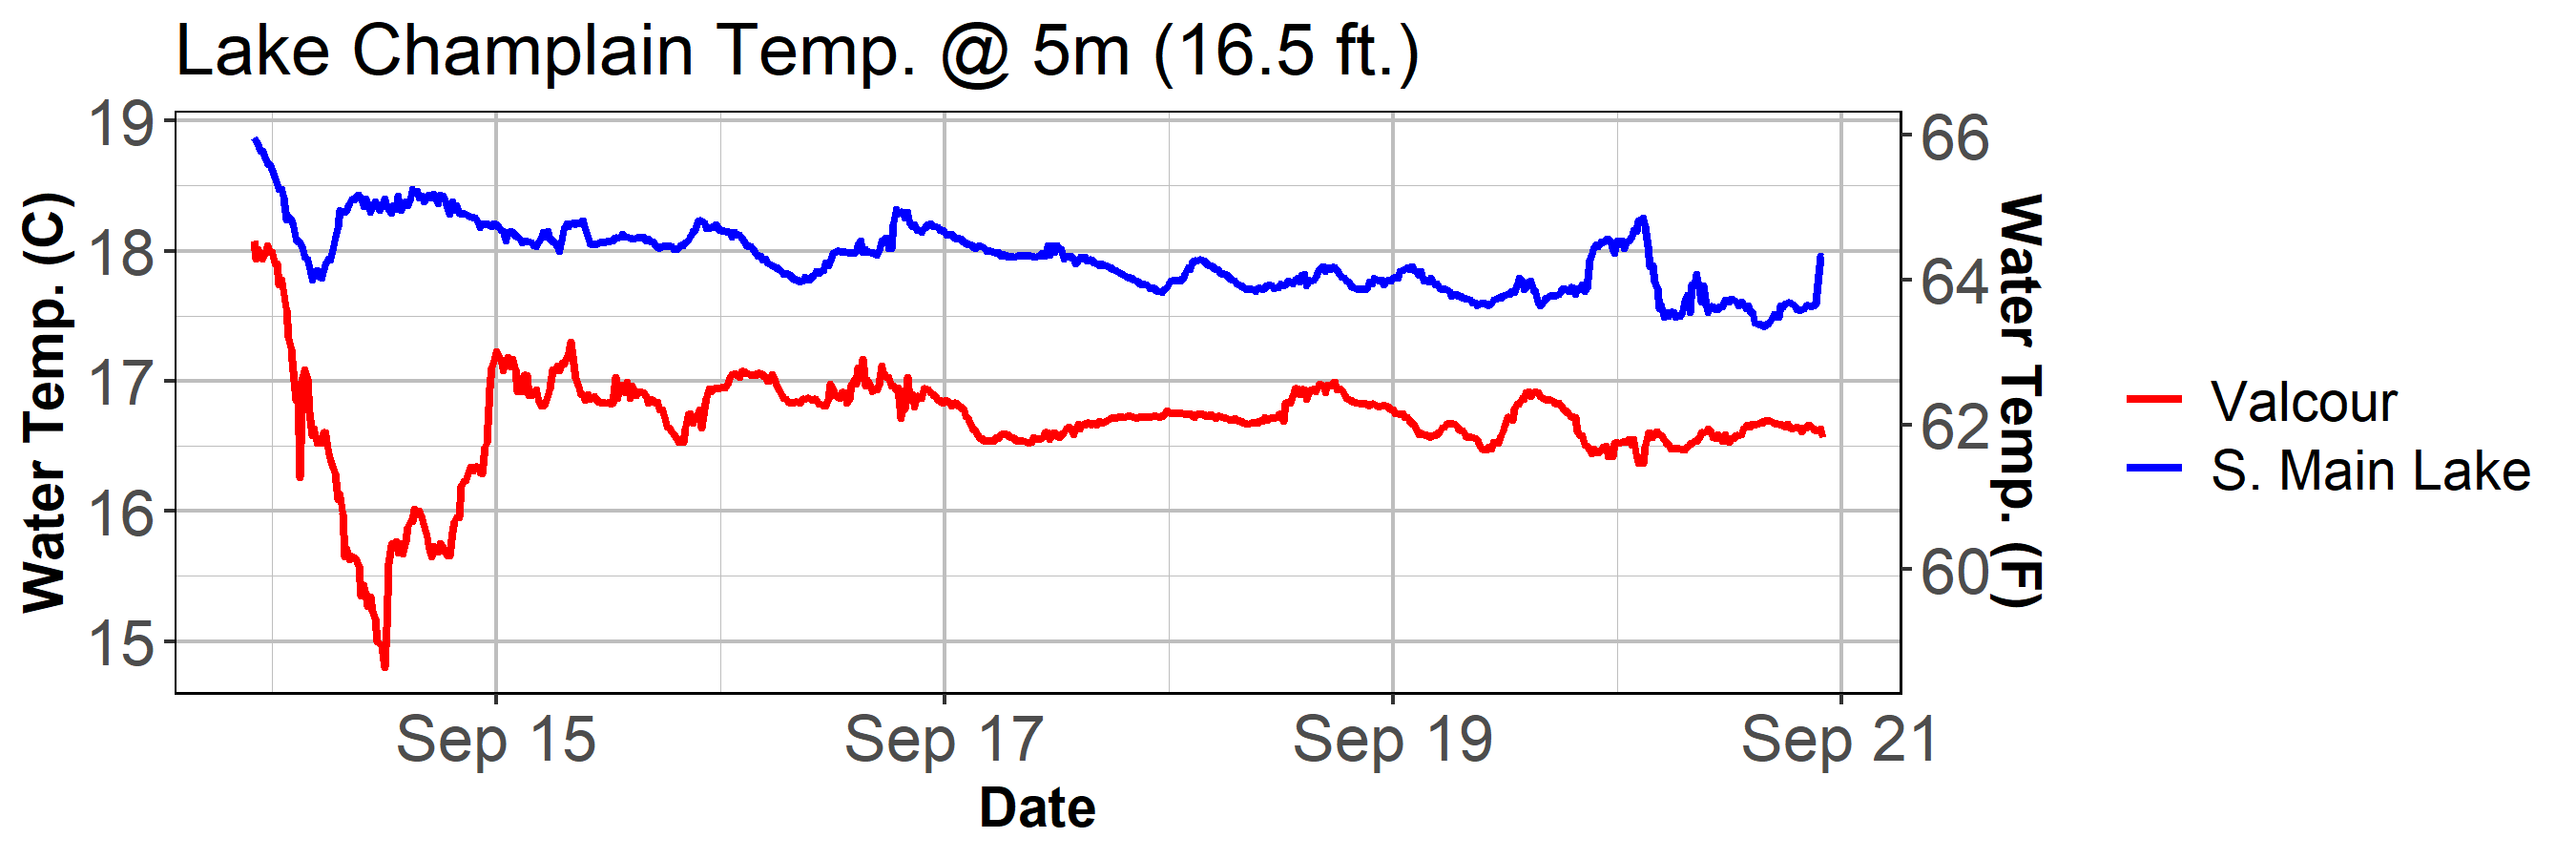 Lake Champlain Temp. @ 5m (16.5 ft.)
Water Temp. (C)
19
18
17
16
15
66
64
62
60
Water Temp. (F)
Sep 15
Sep 17
Sep 19
Sep 21
Date
Valcour
S. Main Lake